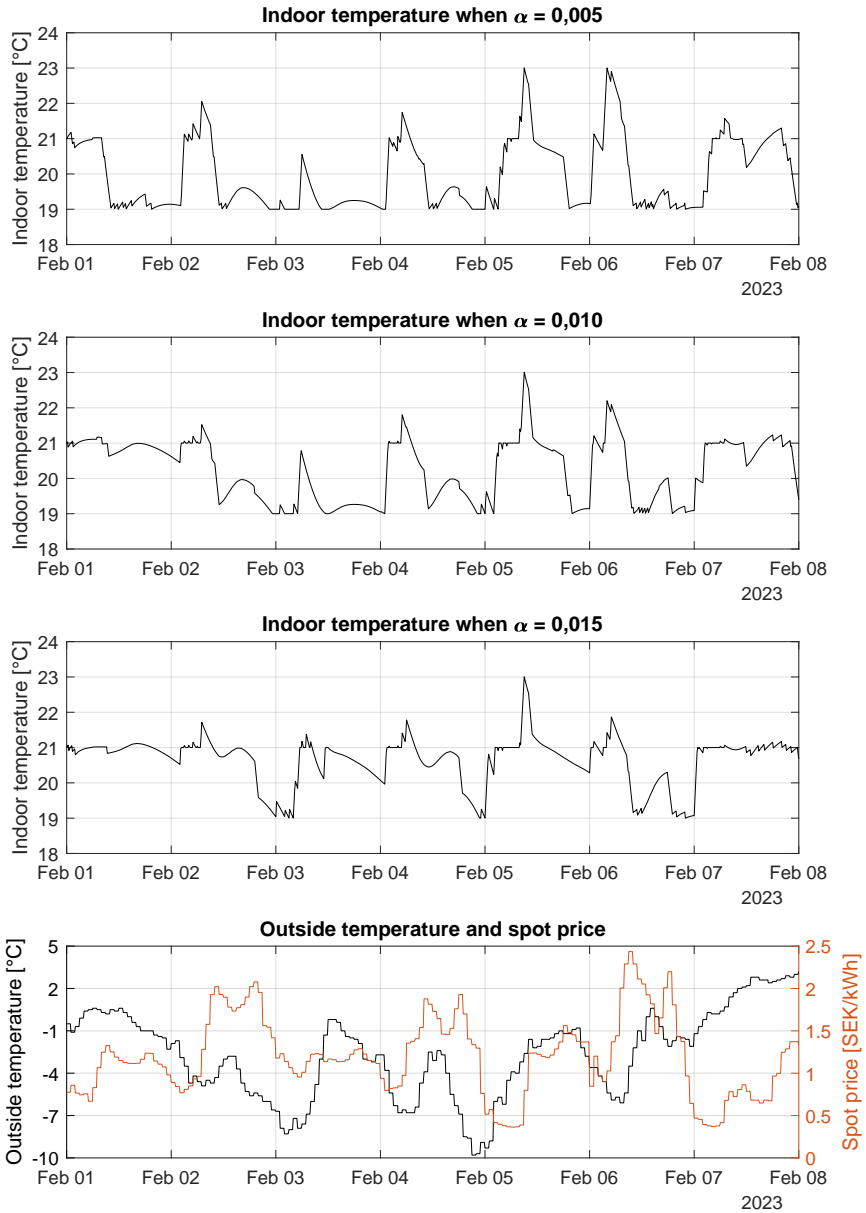 Indoor temperature when α = 0,005
Indoor temperature [°C]
24
23
22
21
20
19
18
Feb 01 Feb 02 Feb 03 Feb 04 Feb 05 Feb 06 Feb 07 Feb 08
2023
Indoor temperature when α = 0,010
Indoor temperature [°C]
24
23
22
21
20
19
18
Feb 01 Feb 02 Feb 03 Feb 04 Feb 05 Feb 06 Feb 07 Feb 08
2023
Indoor temperature when α = 0,015
Indoor temperature [°C]
24
23
22
21
20
19
18
Feb 01 Feb 02 Feb 03 Feb 04 Feb 05 Feb 06 Feb 07 Feb 08
2023
Outside temperature and spot price
Outside temperature [°C]
5
2
-1
-4
-7
-10
2.5
2
1.5
1
0.5
0
Spot price [SEK/kWh]
Feb 01 Feb 02 Feb 03 Feb 04 Feb 05 Feb 06 Feb 07 Feb 08
2023